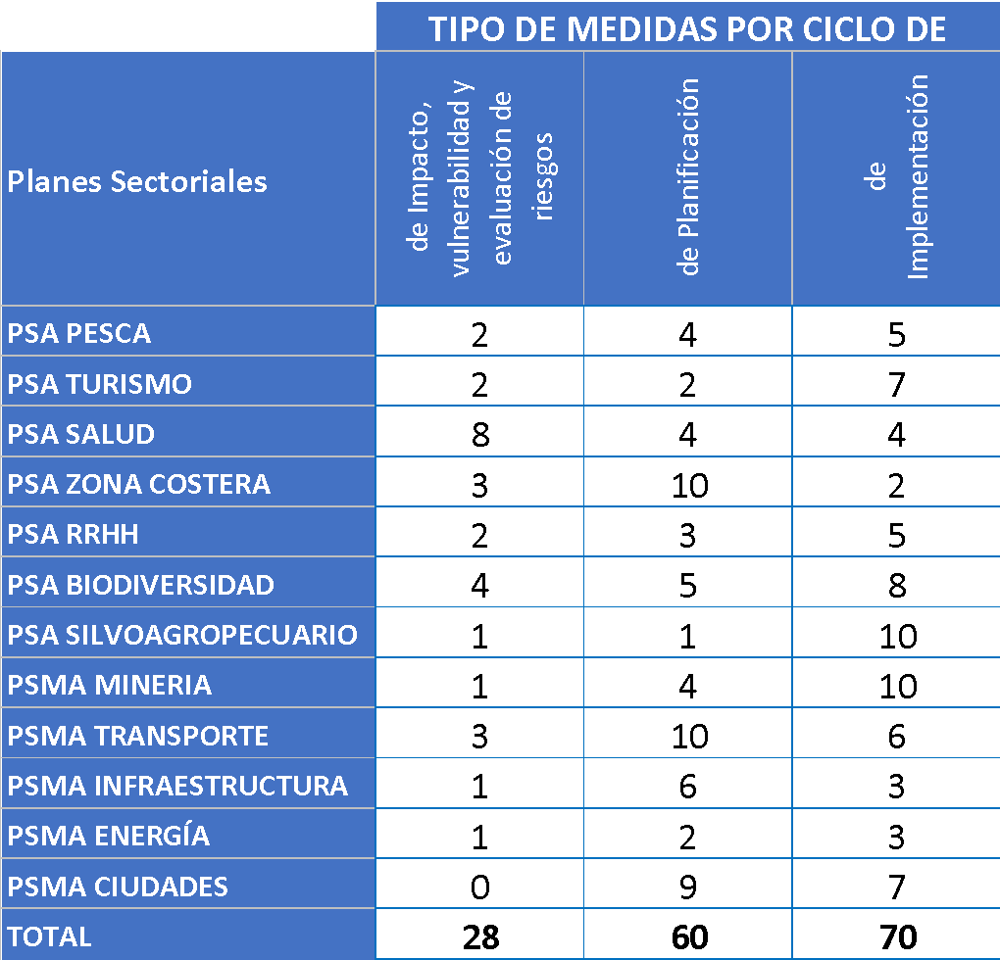 TIPO DE MEDIDAS POR CICLO DE
Planes Sectoriales
de Impacto,
vulnerabilidad y
evaluación de
riesgos
de Planificación
de
Implementación
PSA PESCA 2 4 5
PSA TURISMO 2 2 7
PSA SALUD 8 4 4
PSA ZONA COSTERA 3 10 2
PSA RRHH 2 3 5
PSA BIODIVERSIDAD 4 5 8
PSA SILVOAGROPECUARIO 1 1 10
PSMA MINERIA 1 4 10
PSMA TRANSPORTE 3 10 6
PSMA INFRAESTRUCTURA 1 6 3
PSMA ENERGÍA 1 2 3
PSMA CIUDADES 0 9 7
TOTAL 28 60 70